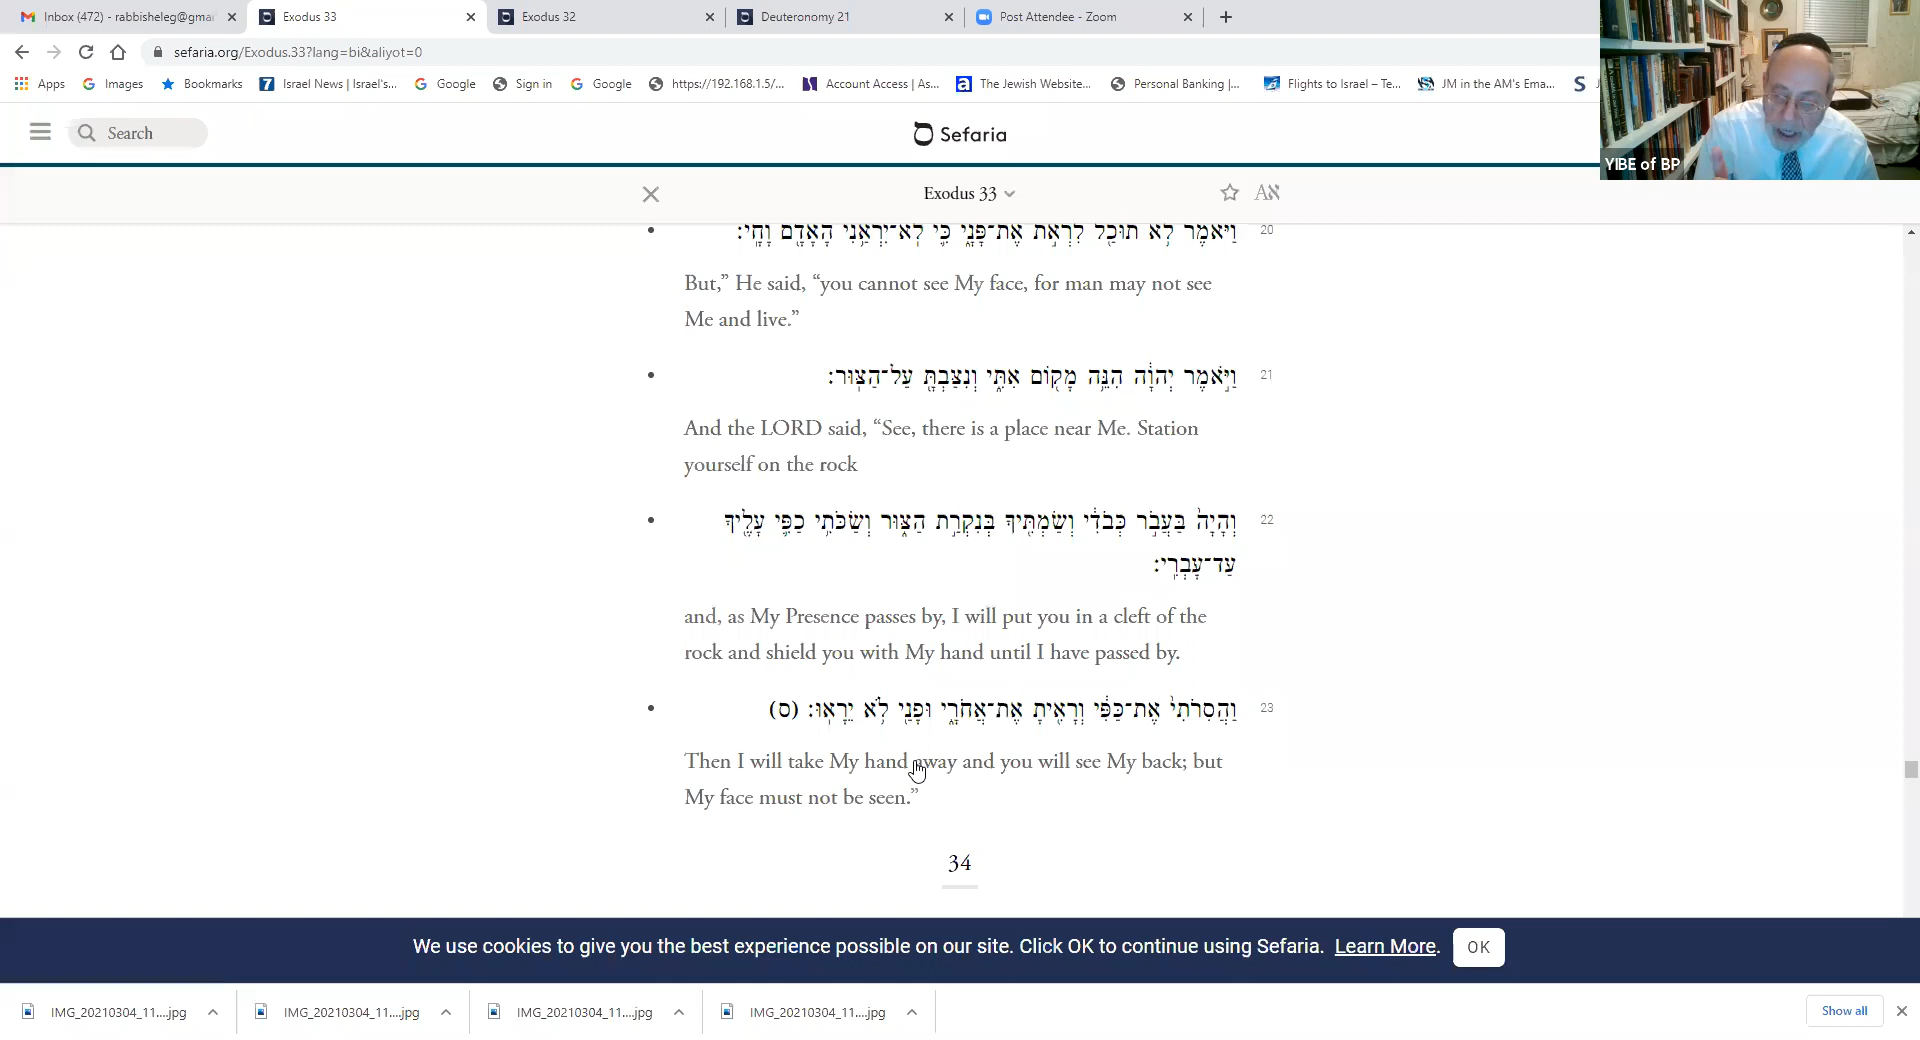 Inbox (472) - rabbisheleg@gmai
Exodus 33
Exodus 32
Deuteronomy 21
Post Attendee - Zoom
sefaria.org/Exodus.33?lang=bi&aliyot=0
Apps
Images
Bookmarks
Israel News | Israel's...
Google
Sign in
Google
https://192.168.1.5/...
Account Access | As...
The Jewish Website...
Personal Banking |...
Flights to Israel – Te...
JM in the AM's Ema...
YIBE of BP
Search
Sefaria
Exodus 33
20 וַיֹּ֕אמֶר לֹ֥א תוּכַ֖ל לִרְאֹ֣ת אֶת־פָּנָ֑י כִּ֛י לֹֽא־יִרְאַ֥נִי הָאָדָ֖ם וָחָֽי׃
But,” He said, “you cannot see My face, for man may not see
Me and live.”
21 וַיֹּ֣אמֶר יְהוָ֔ה הִנֵּ֥ה מָק֖וֹם אִתִּ֑י וְנִצַּבְתָּ֖ עַל־הַצּֽוּר׃
And the LORD said, “See, there is a place near Me. Station
yourself on the rock
22 וְהָיָה֙ בַּעֲבֹ֣ר כְּבֹדִ֔י וְשַׂמְתִּ֖יךָ בְּנִקְרַ֣ת הַצּ֑וּר וְשַׂכֹּתִ֥י כַפִּ֛י עָלֶ֖יךָ
עַד־עׇבְרִֽי׃
and, as My Presence passes by, I will put you in a cleft of the
rock and shield you with My hand until I have passed by.
23 וַהֲסִרֹתִי֙ אֶת־כַּפִּ֔י וְרָאִ֖יתָ אֶת־אֲחֹרָ֑י וּפָנַ֖י לֹ֥א יֵרָאֽוּ׃ (ס)
Then I will take My hand away and you will see My back; but
My face must not be seen.”
34
We use cookies to give you the best experience possible on our site. Click OK to continue using Sefaria. Learn More. OK
IMG_20210304_11....jpg
IMG_20210304_11....jpg
IMG_20210304_11....jpg
IMG_20210304_11....jpg
Show all